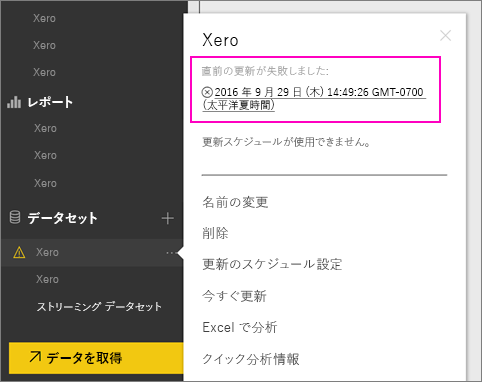 Xero
Xero
Xero
レポート
Xero
Xero
Xero
データセット
Xero
Xero
ストリーミング データセット
データを取得
Xero
直前の更新が失敗しました:
2016 年 9 月 29 日 (木) 14:49:26 GMT-0700
(太平洋夏時間)
更新スケジュールが使用できません。
名前の変更
削除
更新のスケジュール設定
今すぐ更新
Excel で分析
クイック分析情報